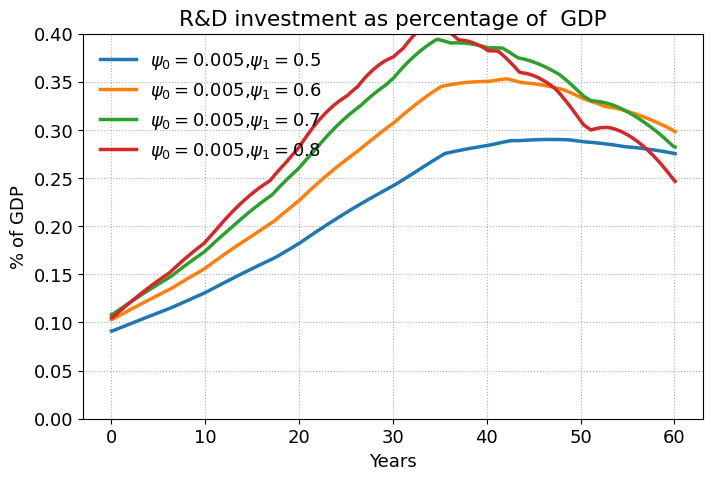 R&D investment as percentage of  GDP
0.40
0.35
0.30
0.25
0.20
0.15
0.10
0.05
0.00
% of GDP
ψ₀ = 0.005,ψ₁ = 0.5
ψ₀ = 0.005,ψ₁ = 0.6
ψ₀ = 0.005,ψ₁ = 0.7
ψ₀ = 0.005,ψ₁ = 0.8
0 10 20 30 40 50 60
Years